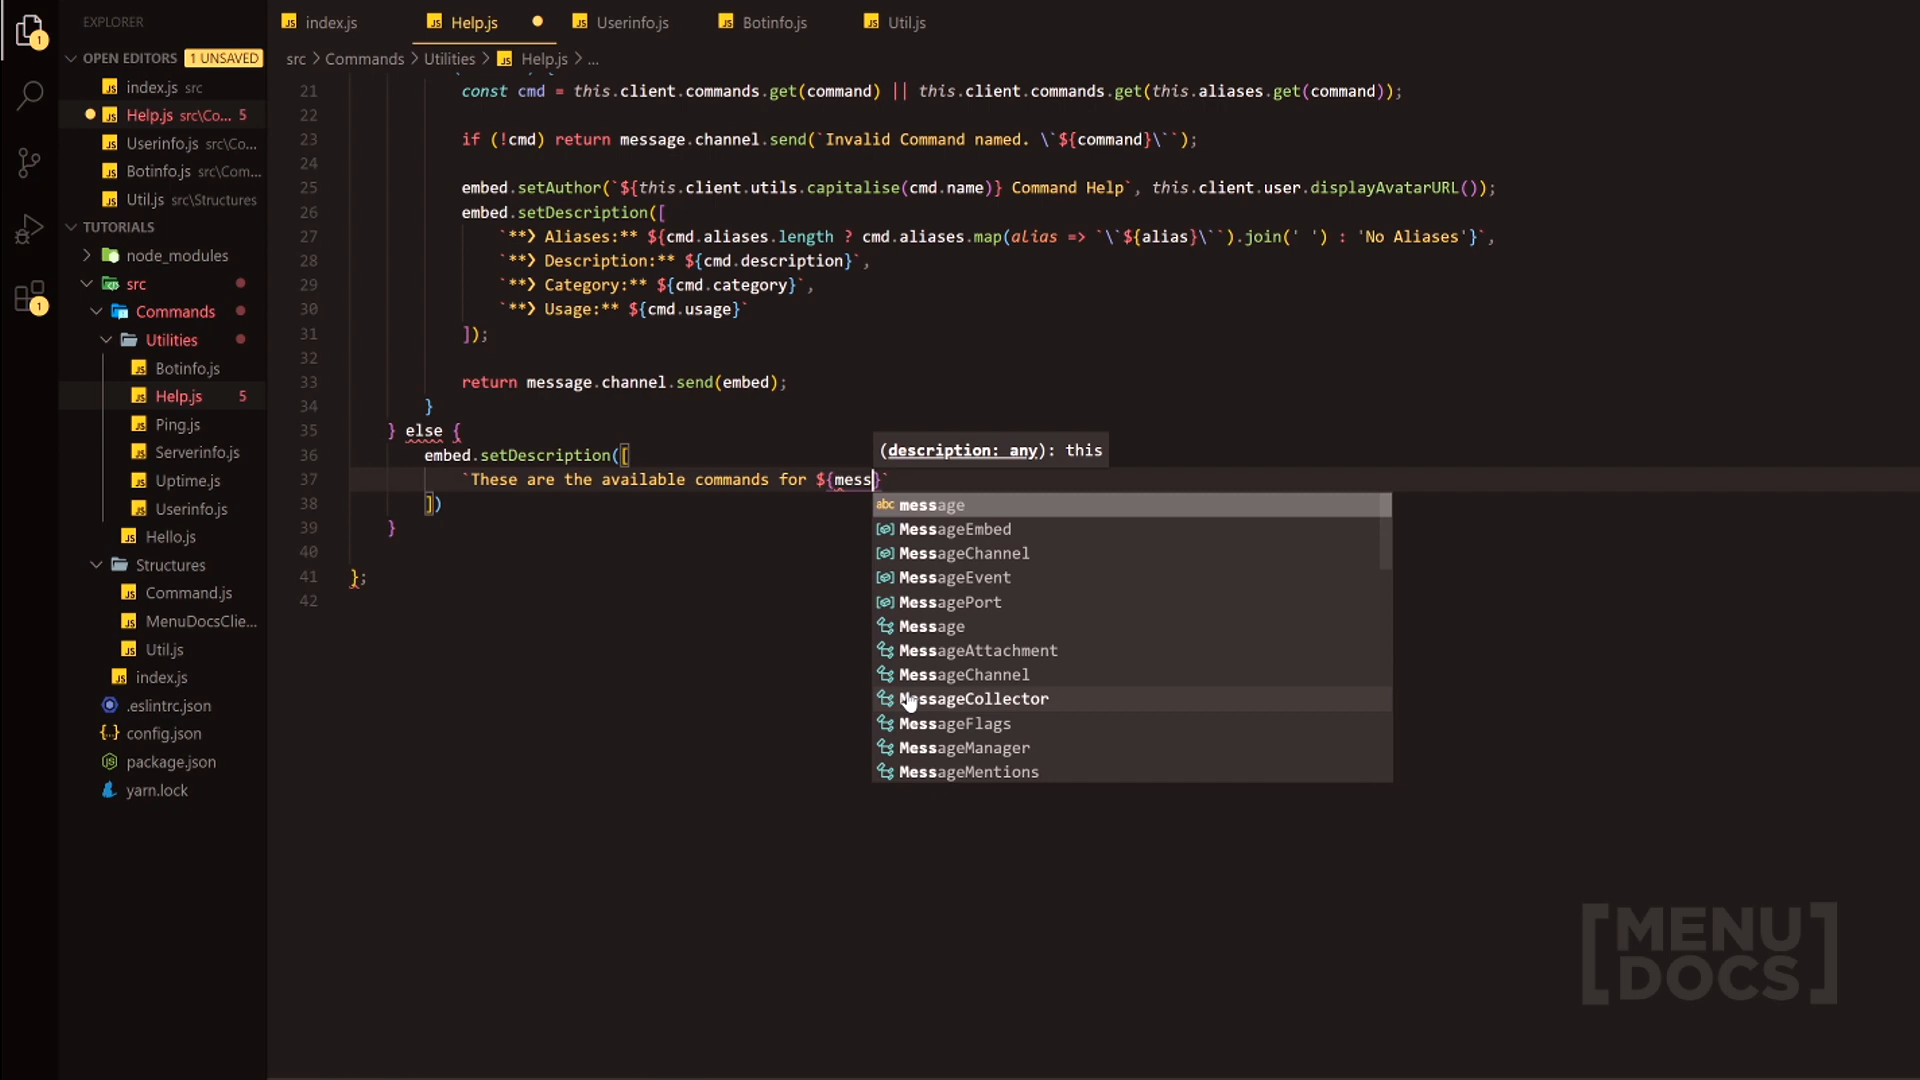 EXPLORER
OPEN EDITORS 1 UNSAVED
index.js src
Help.js src\Co... 5
Userinfo.js src\Co...
Botinfo.js src\Com...
Util.js src\Structures
TUTORIALS
node_modules
src
Commands
Utilities
Botinfo.js
Help.js 5
Ping.js
Serverinfo.js
Uptime.js
Userinfo.js
Hello.js
Structures
Command.js
MenuDocsClie...
Util.js
index.js
.eslintrc.json
config.json
package.json
yarn.lock
1
1
index.js Help.js Userinfo.js Botinfo.js Util.js
src > Commands > Utilities > Help.js > ...
21 const cmd = this.client.commands.get(command) || this.client.commands.get(this.aliases.get(command));
22
23 if (!cmd) return message.channel.send(`Invalid Command named. \`${command}\``);
24
25 embed.setAuthor(`${this.client.utils.capitalise(cmd.name)} Command Help`, this.client.user.displayAvatarURL());
26 embed.setDescription([
27 `**❯ Aliases:** ${cmd.aliases.length ? cmd.aliases.map(alias => `\`${alias}\``).join(' ') : 'No Aliases'}`,
28 `**❯ Description:** ${cmd.description}`,
29 `**❯ Category:** ${cmd.category}`,
30 `**❯ Usage:** ${cmd.usage}`
31 ]);
32
33 return message.channel.send(embed);
34 }
35 } else {
36 embed.setDescription([
37 `These are the available commands for ${mess}`
38 ])
39 }
40
41 };
42
(description: any): this
abc message
MessageEmbed
MessageChannel
MessageEvent
MessagePort
Message
MessageAttachment
MessageChannel
MessageCollector
MessageFlags
MessageManager
MessageMentions
[MENU
DOCS]